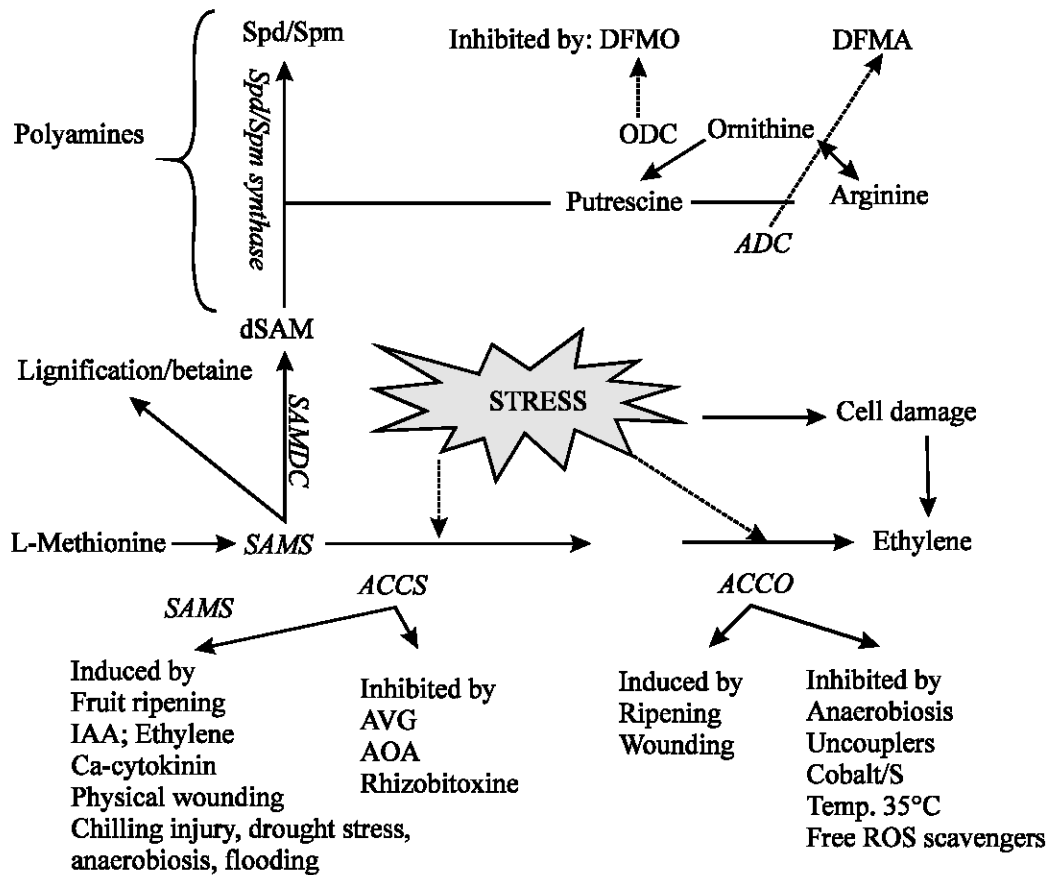 Spd/Spm
Inhibited by: DFMO
DFMA
Polyamines
Spd/Spm synthase
ODC
Ornithine
Putrescine
Arginine
ADC
dSAM
Lignification/betaine
STRESS
Cell damage
SAMDC
L-Methionine
SAMS
Ethylene
SAMS
ACCS
ACCO
Induced by
Fruit ripening
IAA; Ethylene
Ca-cytokinin
Physical wounding
Chilling injury, drought stress,
anaerobiosis, flooding
Inhibited by
AVG
AOA
Rhizobitoxine
Induced by
Ripening
Wounding
Inhibited by
Anaerobiosis
Uncouplers
Cobalt/S
Temp. 35°C
Free ROS scavengers